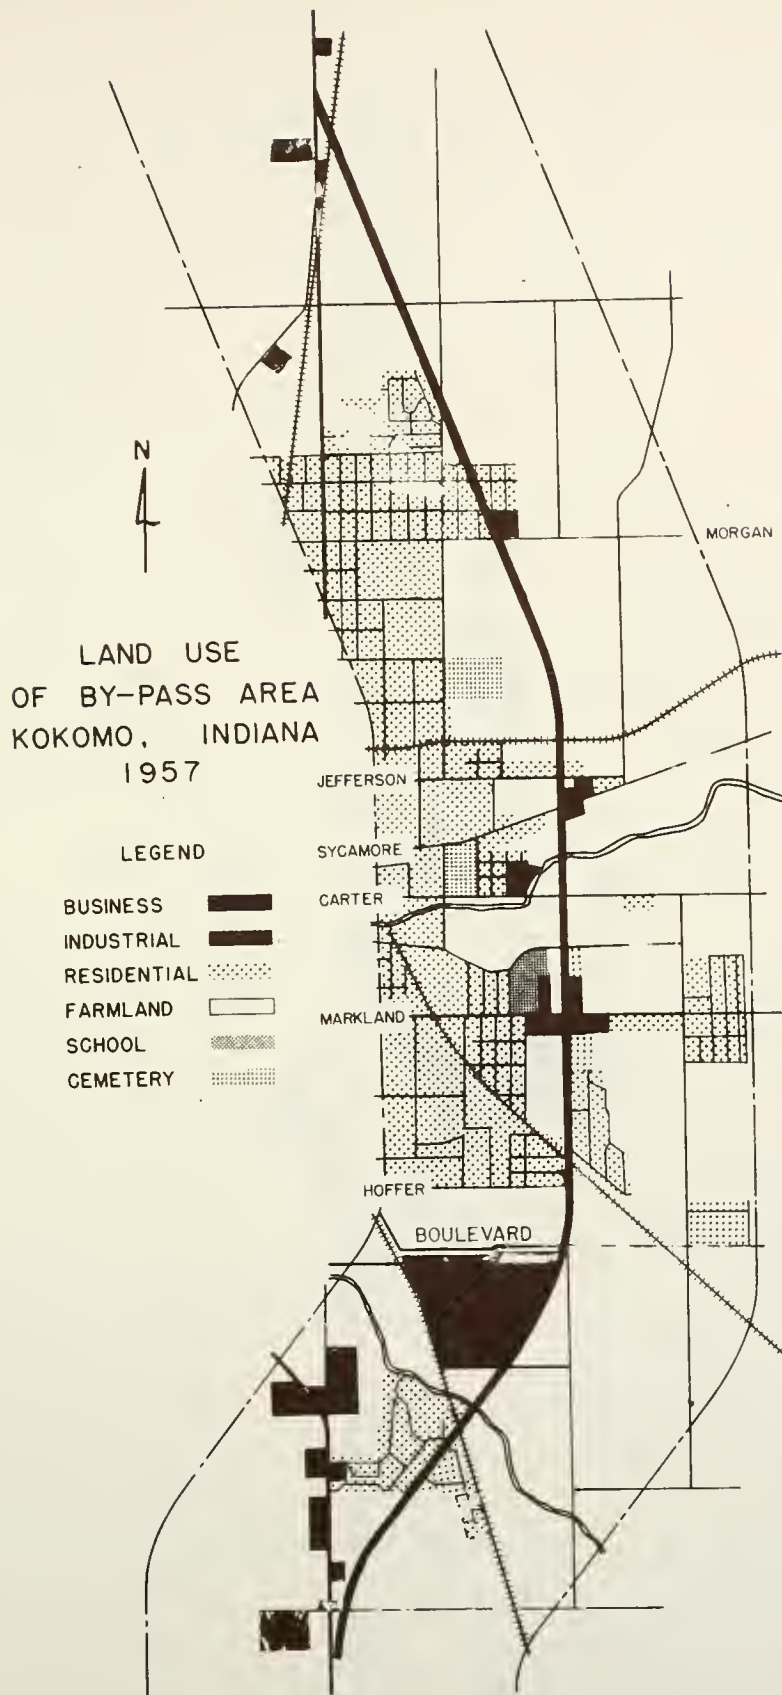 N
MORGAN
LAND USE
OF BY-PASS AREA
KOKOMO, INDIANA
1957
JEFFERSON
LEGEND
SYCAMORE
CARTER
BUSINESS
INDUSTRIAL
RESIDENTIAL
FARMLAND
MARKLAND
SCHOOL
CEMETERY
HOFFER
BOULEVARD